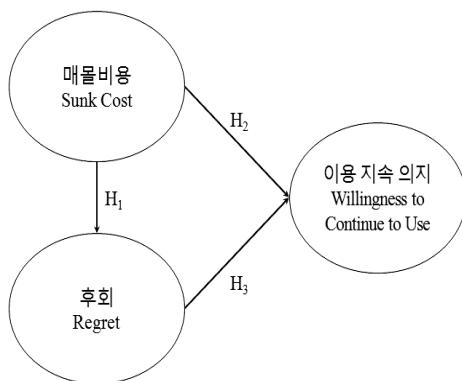 매몰비용
Sunk Cost
H₂
이용 지속 의지
Willingness to
Continue to Use
H₁
후회
Regret
H₃